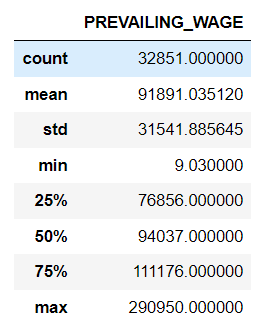 PREVAILING_WAGE
count 32851.000000
mean 91891.035120
std 31541.885645
min 9.030000
25% 76856.000000
50% 94037.000000
75% 111176.000000
max 290950.000000